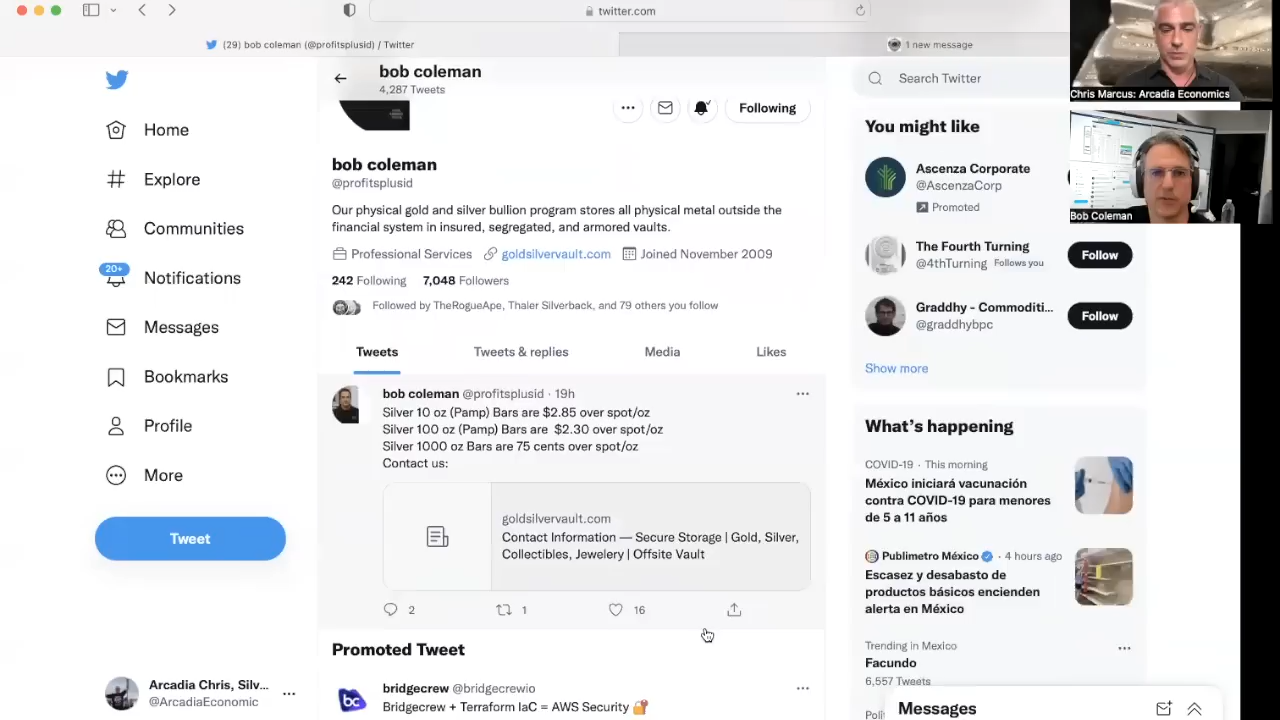 twitter.com
(29) bob coleman (@profitsplusid) / Twitter
1 new message
Chris Marcus: Arcadia Economics
Bob Coleman
Home
Explore
Communities
20+
Notifications
Messages
Bookmarks
Profile
More
Tweet
Arcadia Chris, Silv...
@ArcadiaEconomic
bob coleman
4,287 Tweets
Following
bob coleman
@profitsplusid
Our physical gold and silver bullion program stores all physical metal outside the
financial system in insured, segregated, and armored vaults.
Professional Services goldsilvervault.com Joined November 2009
242 Following 7,048 Followers
Followed by TheRogueApe, Thaler Silverback, and 79 others you follow
Tweets Tweets & replies Media Likes
bob coleman @profitsplusid · 19h
Silver 10 oz (Pamp) Bars are $2.85 over spot/oz
Silver 100 oz (Pamp) Bars are $2.30 over spot/oz
Silver 1000 oz Bars are 75 cents over spot/oz
Contact us:
goldsilvervault.com
Contact Information — Secure Storage | Gold, Silver,
Collectibles, Jewelery | Offsite Vault
2 1 16
Promoted Tweet
bridgecrew @bridgecrewio
bc
Bridgecrew + Terraform IaC = AWS Security 🔐
Search Twitter
You might like
Ascenza Corporate
@AscenzaCorp
Promoted
The Fourth Turning
@4thTurning Follows you
Follow
Graddhy - Commoditi...
@graddhybpc
Follow
Show more
What's happening
COVID-19 · This morning
México iniciará vacunación
contra COVID-19 para menores
de 5 a 11 años
Publimetro México · 4 hours ago
Escasez y desabasto de
productos básicos encienden
alerta en México
Trending in Mexico
Facundo
6,557 Tweets
Messages